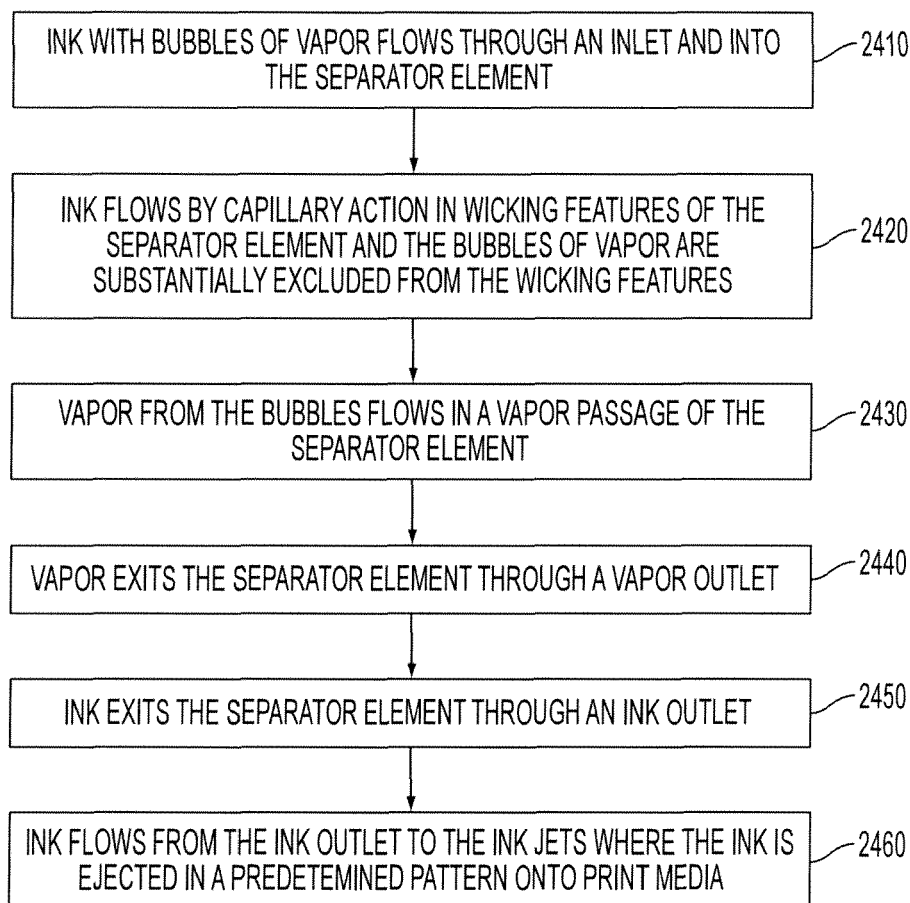 INK WITH BUBBLES OF VAPOR FLOWS THROUGH AN INLET AND INTO
THE SEPARATOR ELEMENT
2410
INK FLOWS BY CAPILLARY ACTION IN WICKING FEATURES OF THE
SEPARATOR ELEMENT AND THE BUBBLES OF VAPOR ARE
SUBSTANTIALLY EXCLUDED FROM THE WICKING FEATURES
2420
VAPOR FROM THE BUBBLES FLOWS IN A VAPOR PASSAGE OF THE
SEPARATOR ELEMENT
2430
VAPOR EXITS THE SEPARATOR ELEMENT THROUGH A VAPOR OUTLET
2440
INK EXITS THE SEPARATOR ELEMENT THROUGH AN INK OUTLET
2450
INK FLOWS FROM THE INK OUTLET TO THE INK JETS WHERE THE INK IS
EJECTED IN A PREDETEMINED PATTERN ONTO PRINT MEDIA
2460